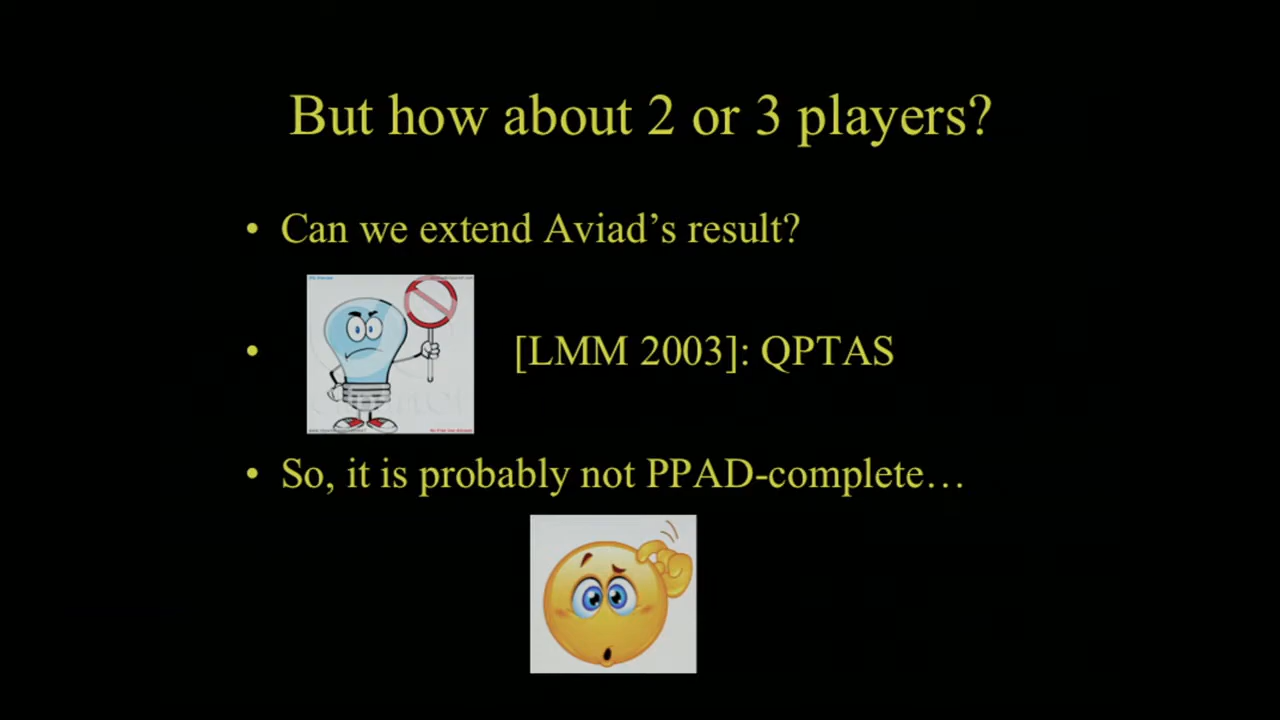 But how about 2 or 3 players?
• Can we extend Aviad's result?
• [LMM 2003]: QPTAS
• So, it is probably not PPAD-complete…